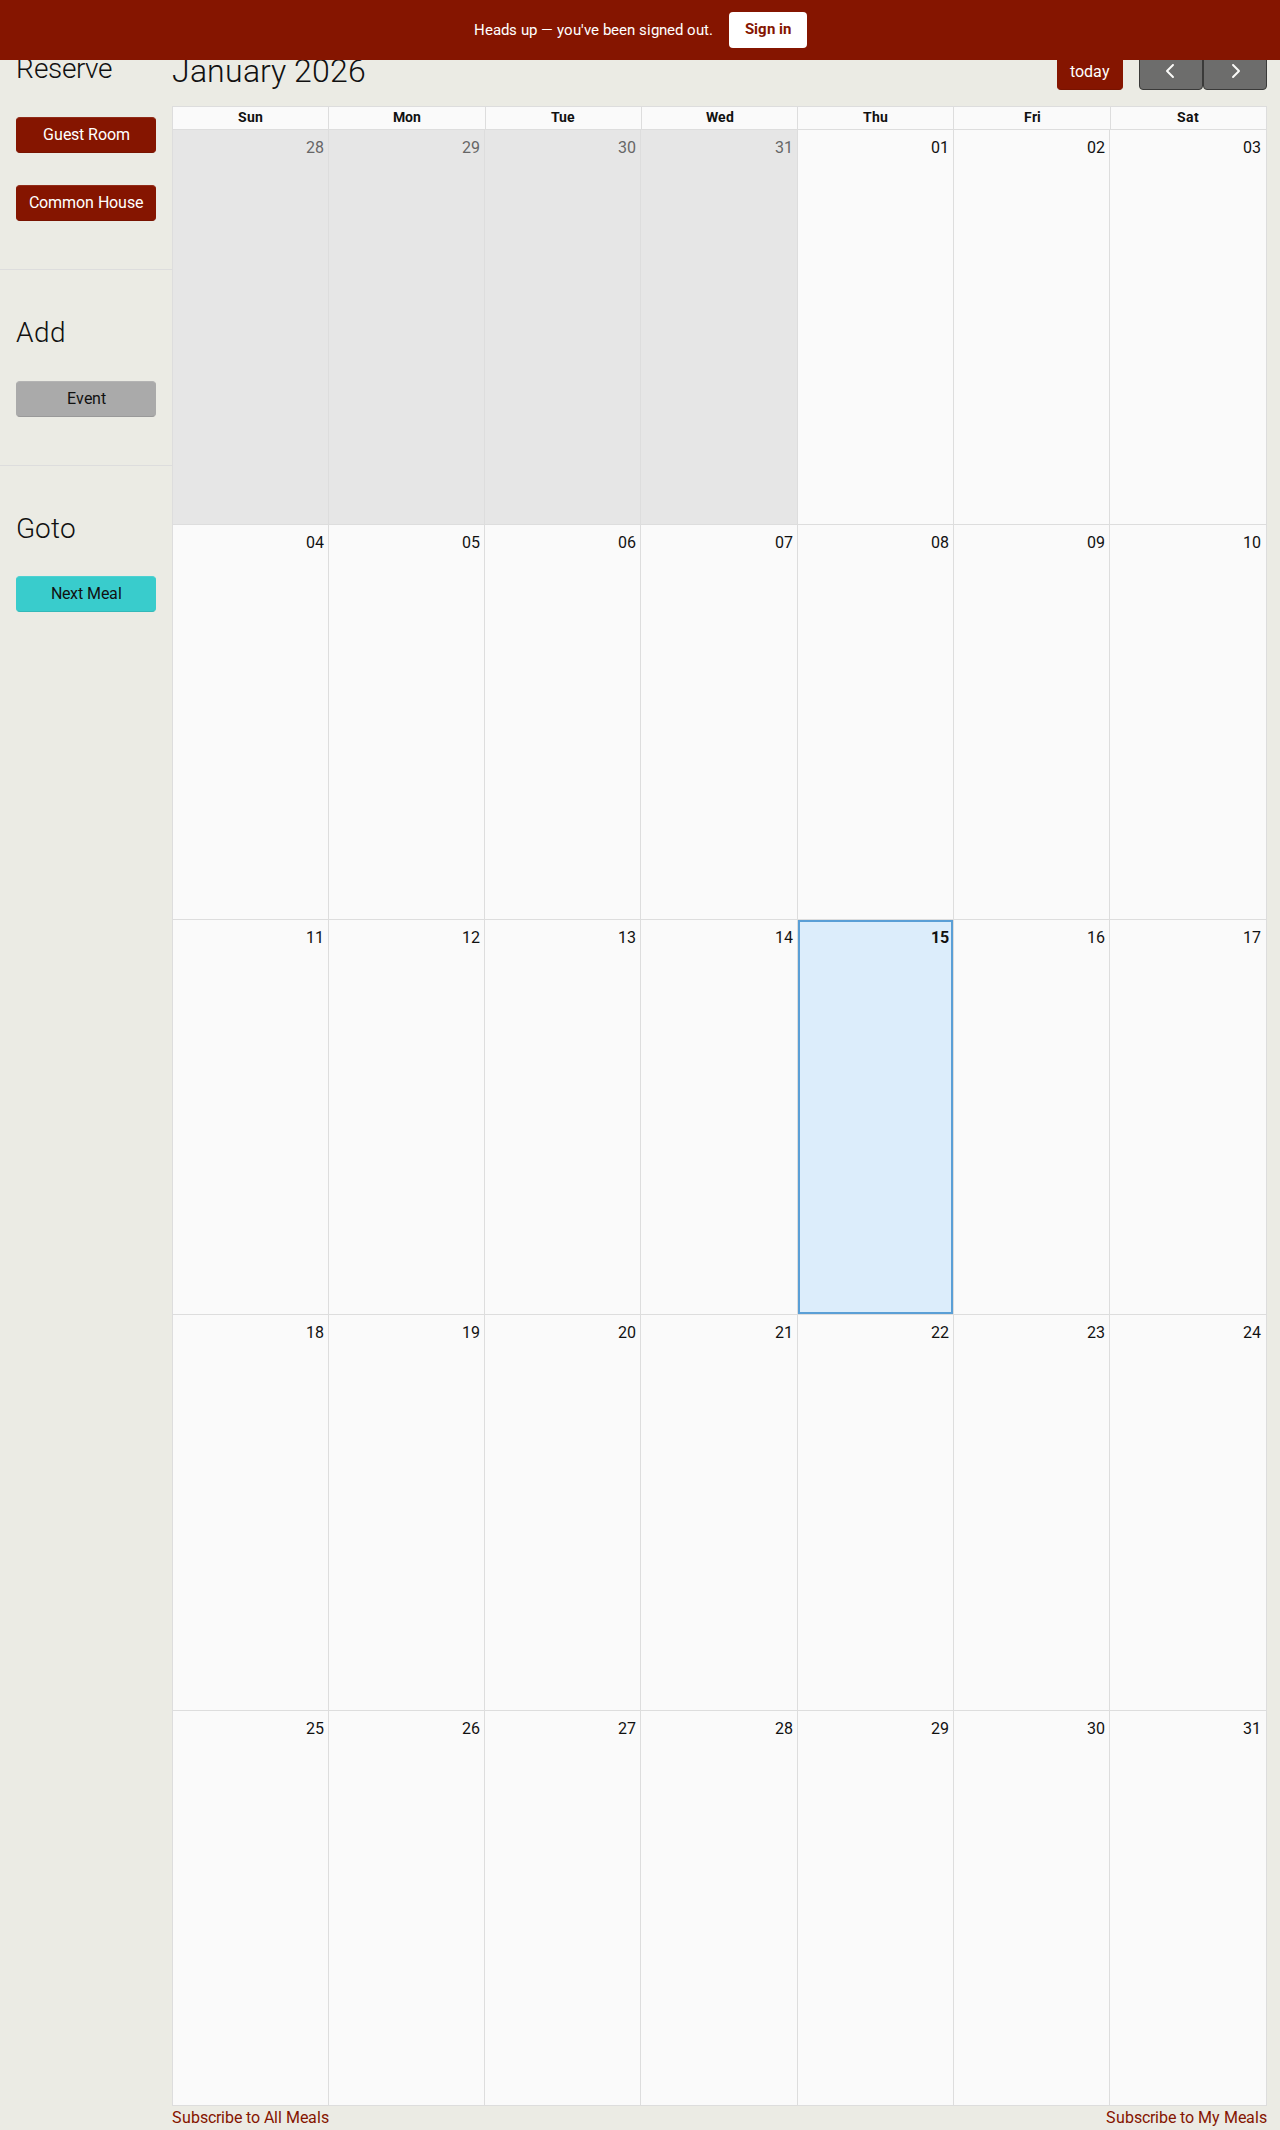 Heads up — you've been signed out. Sign in
Reserve
January 2026
today
Guest Room
Common House
Add
Event
Goto
Next Meal
Sun Mon Tue Wed Thu Fri Sat
28 29 30 31 01 02 03
04 05 06 07 08 09 10
11 12 13 14 15 16 17
18 19 20 21 22 23 24
25 26 27 28 29 30 31
Subscribe to All Meals
Subscribe to My Meals